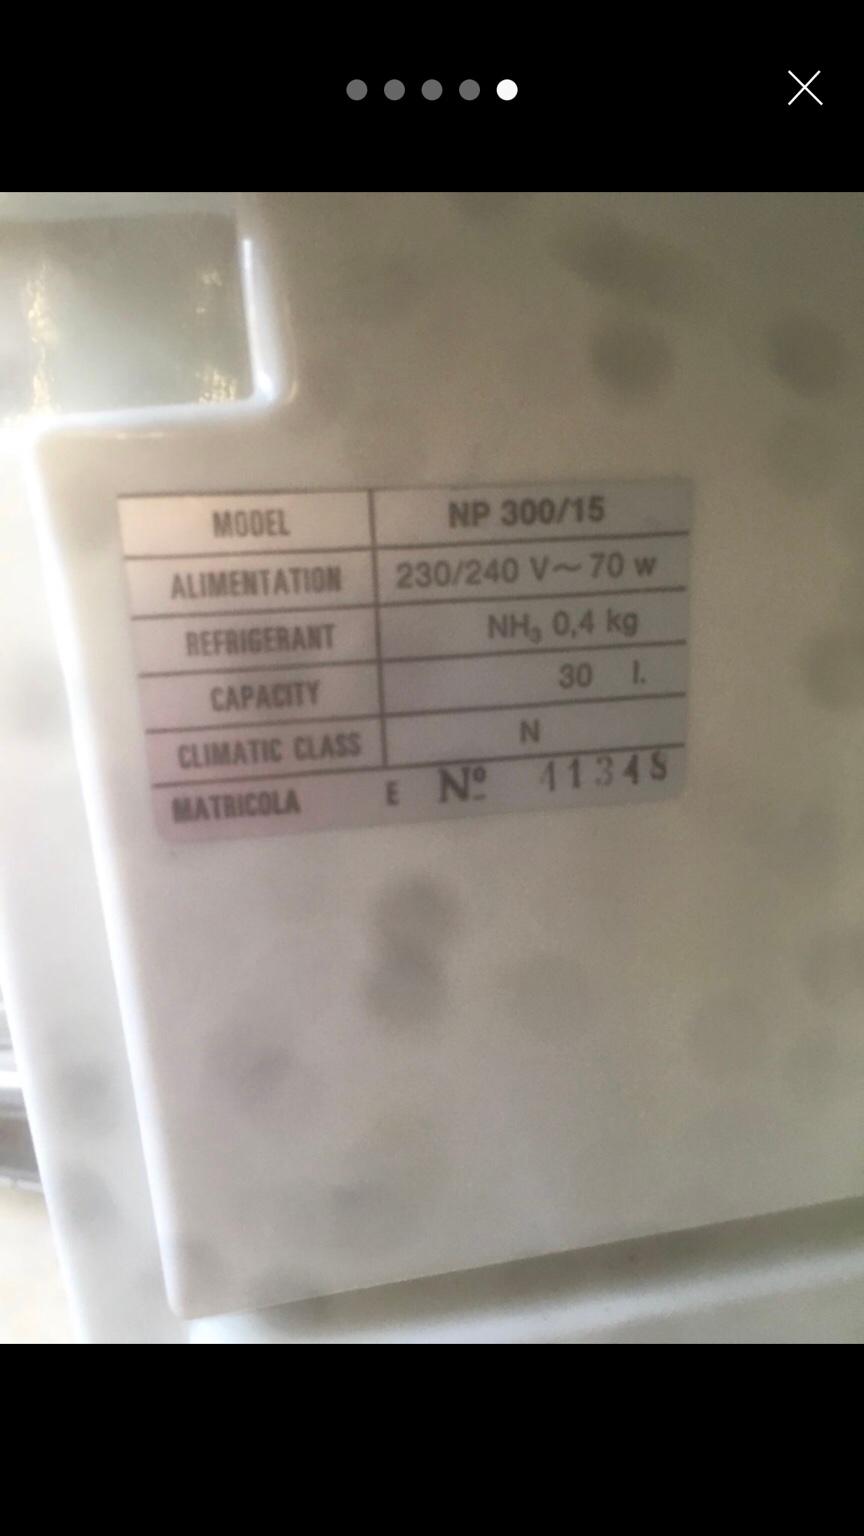 MODEL NP 300/15
ALIMENTATION 230/240 V~ 70 w
REFRIGERANT NH₃ 0,4 kg
CAPACITY 30 l.
CLIMATIC CLASS N
MATRICOLA E Nº 41348